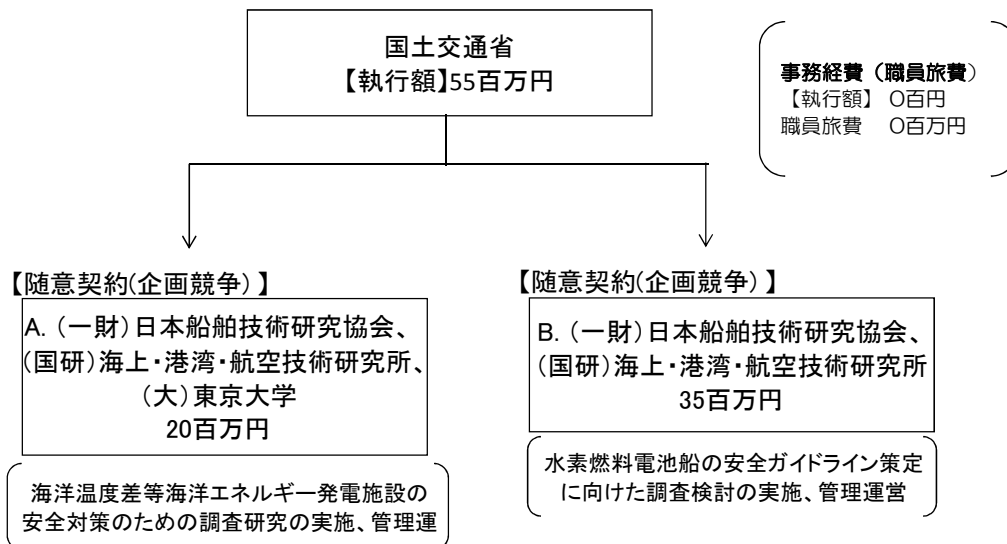 国土交通省
【執行額】55百万円
事務経費（職員旅費）
【執行額】 0百円
職員旅費 0百万円
【随意契約(企画競争)】
A. (一財)日本船舶技術研究協会、
(国研)海上・港湾・航空技術研究所、
(大)東京大学
20百万円
海洋温度差等海洋エネルギー発電施設の
安全対策のための調査研究の実施、管理運
【随意契約(企画競争)】
B. (一財)日本船舶技術研究協会、
(国研)海上・港湾・航空技術研究所
35百万円
水素燃料電池船の安全ガイドライン策定
に向けた調査検討の実施、管理運営